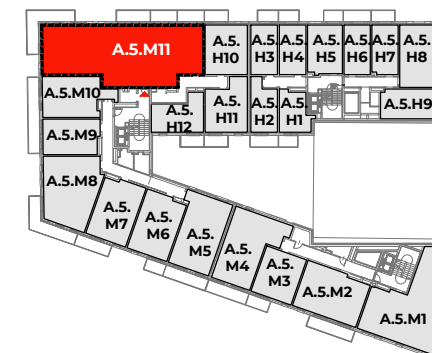 A.5.M11
A.5.
H10
A.5.
H3
A.5.
H4
A.5.
H5
A.5.
H6
A.5.
H7
A.5.
H8
A.5.M10
A.5.
H12
A.5.
H11
A.5.
H2
A.5.
H1
A.5.H9
A.5.M9
A.5.M8
A.5.
M7
A.5.
M6
A.5.
M5
A.5.
M4
A.5.
M3
A.5.M2
A.5.M1